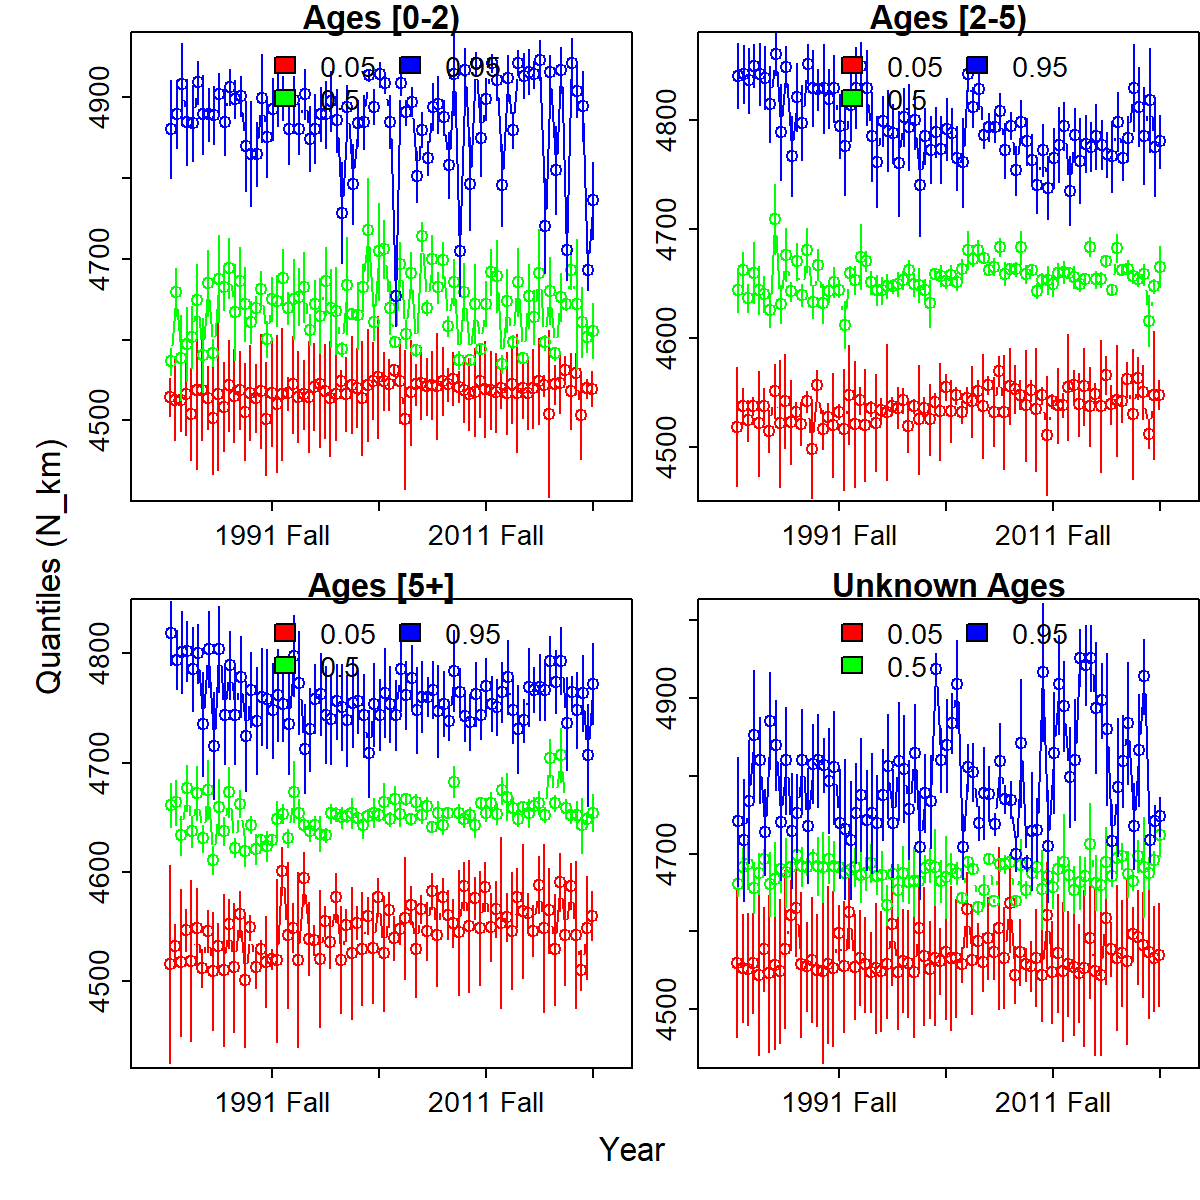 Ages [0-2)
0.05 0.95
0.5
4900
4700
4500
1991 Fall 2011 Fall
Ages [2-5)
0.05 0.95
0.5
4800
4700
4600
4500
1991 Fall 2011 Fall
Quantiles (N_km)
Ages [5+]
0.05 0.95
0.5
4800
4700
4600
4500
1991 Fall 2011 Fall
Unknown Ages
0.05 0.95
0.5
4900
4700
4500
1991 Fall 2011 Fall
Year